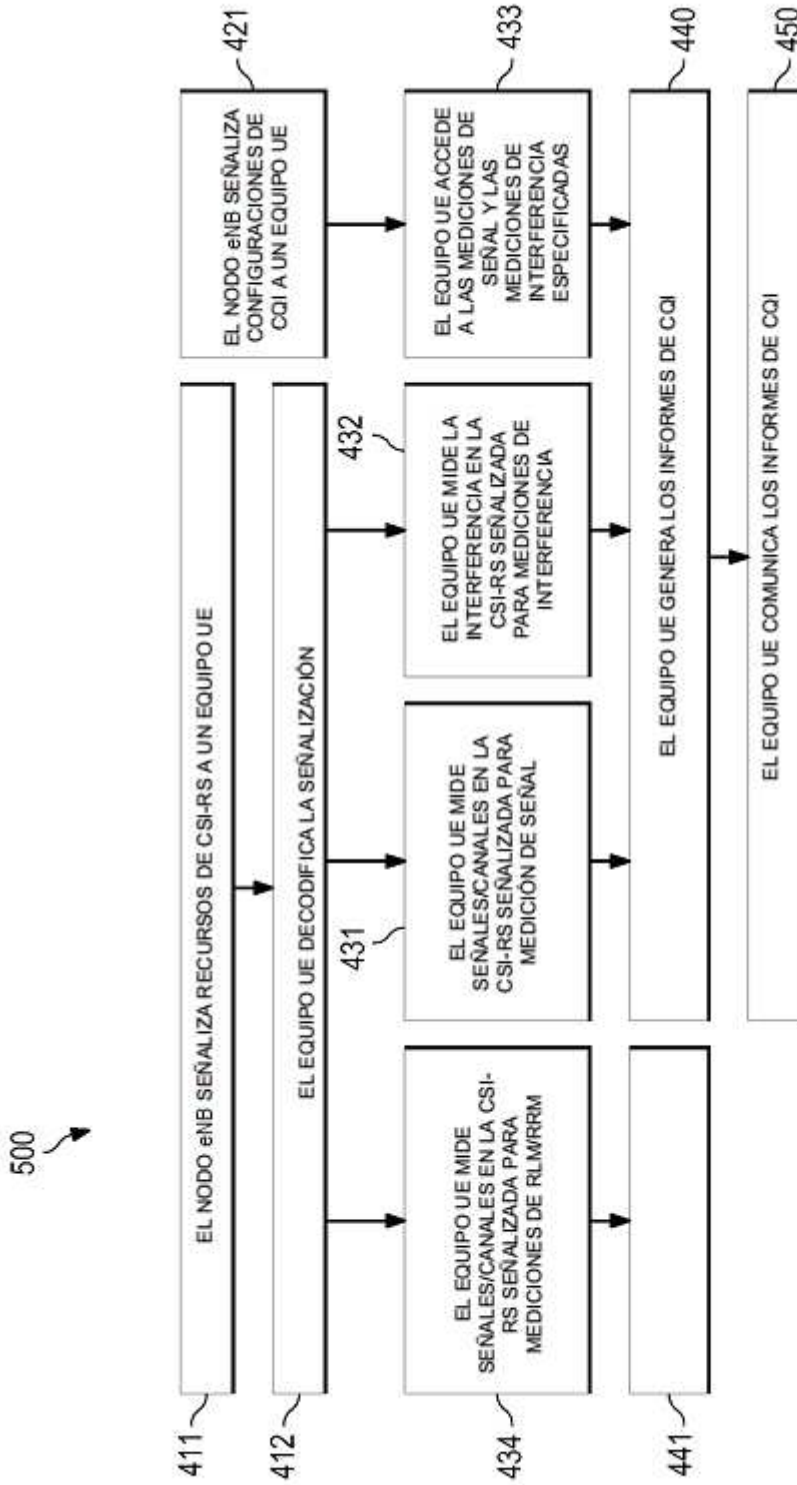 500
411
EL NODO eNB SEÑALIZA RECURSOS DE CSI-RS A UN EQUIPO UE
EL NODO eNB SEÑALIZA
CONFIGURACIONES DE
CQI A UN EQUIPO UE
421
412
EL EQUIPO UE DECODIFICA LA SEÑALIZACIÓN
434
EL EQUIPO UE MIDE
SEÑALES/CANALES EN LA CSI-
RS SEÑALIZADA PARA
MEDICIONES DE RLM/RRM
431
EL EQUIPO UE MIDE
SEÑALES/CANALES EN LA
CSI-RS SEÑALIZADA PARA
MEDICIÓN DE SEÑAL
432
EL EQUIPO UE MIDE LA
INTERFERENCIA EN LA
CSI-RS SEÑALIZADA
PARA MEDICIONES DE
INTERFERENCIA
EL EQUIPO UE ACCEDE
A LAS MEDICIONES DE
SEÑAL Y LAS
MEDICIONES DE
INTERFERENCIA
ESPECIFICADAS
433
441
EL EQUIPO UE GENERA LOS INFORMES DE CQI
440
EL EQUIPO UE COMUNICA LOS INFORMES DE CQI
450